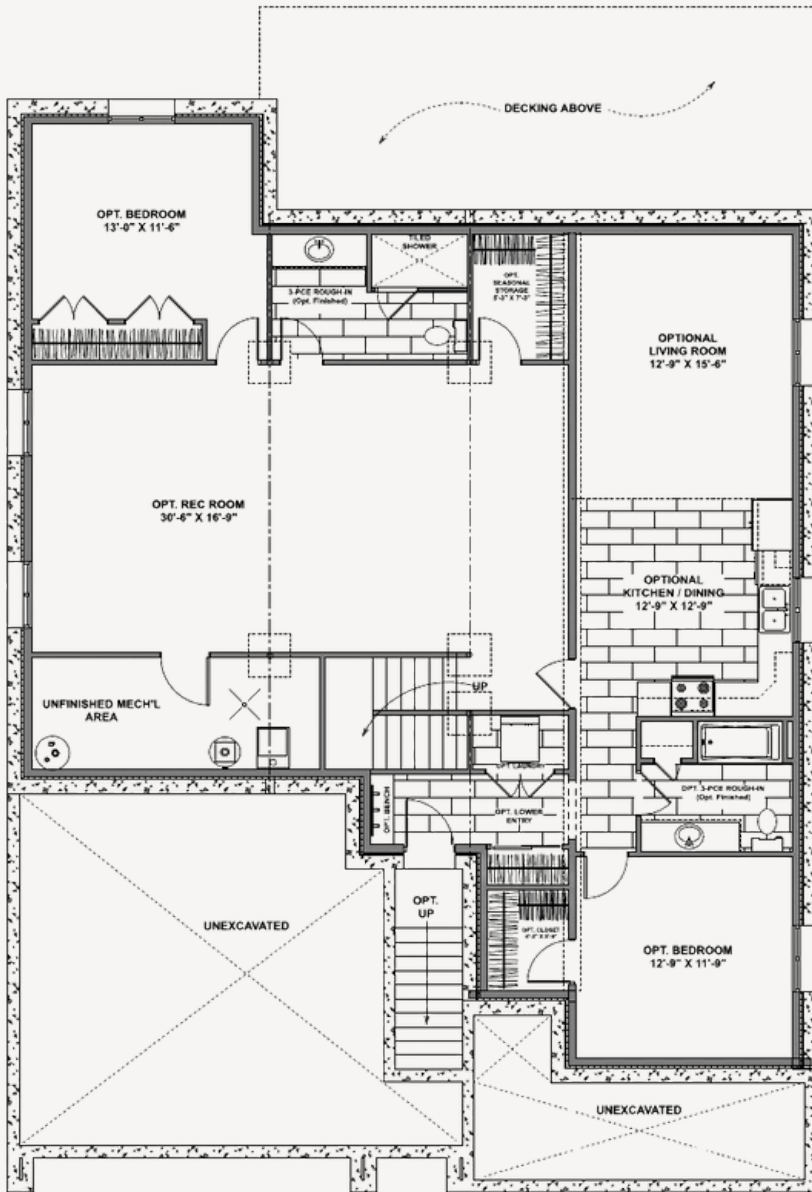 DECKING ABOVE
OPT. BEDROOM
13'-0" X 11'-6"
TILED
SHOWER
OPT.
SEASONAL
STORAGE
3-PCE ROUGH-IN
(Opt. Finished)
OPTIONAL
LIVING ROOM
12'-9" X 15'-6"
OPT. REC ROOM
30'-6" X 16'-9"
OPTIONAL
KITCHEN / DINING
12'-9" X 12'-9"
UP
UNFINISHED MECH'L
AREA
OPT. LAUNDRY
OPT. 3-PCE ROUGH-IN
(Opt. Finished)
OPT. BENCH
OPT. LOWER
ENTRY
OPT.
UP
UNEXCAVATED
OPT. CLOSET
OPT. BEDROOM
12'-9" X 11'-9"
UNEXCAVATED